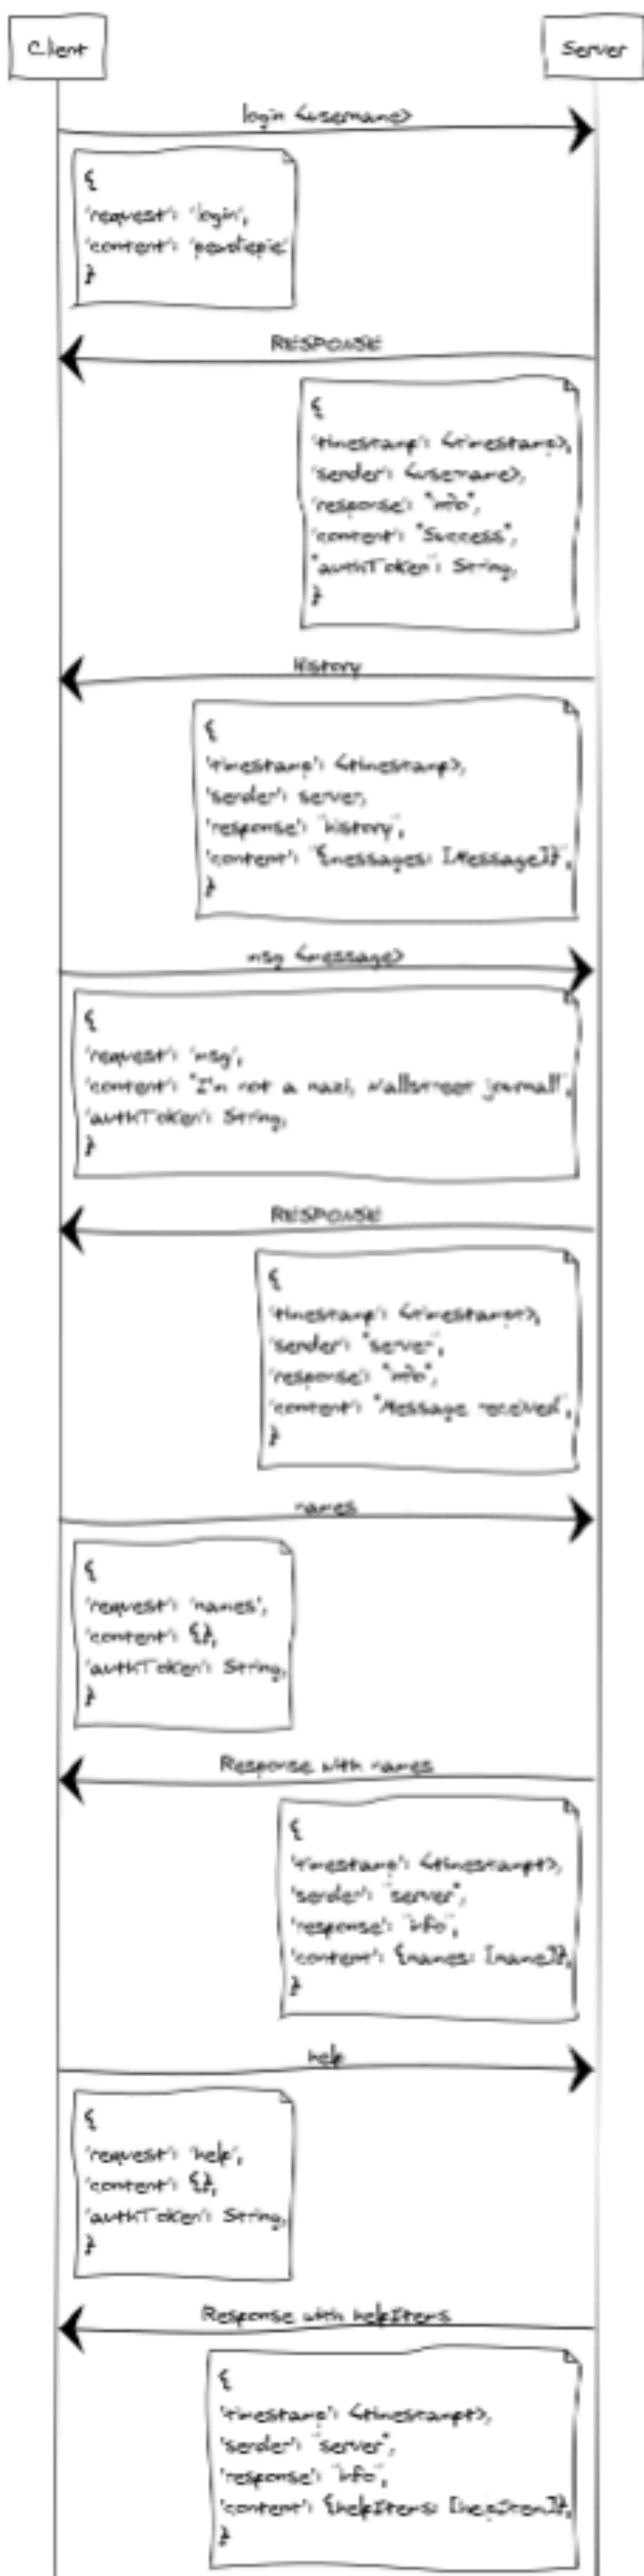 Client
Server
login <username>
{
'request': 'login',
'content': 'pewdiepie'
}
RESPONSE
{
'timestamp': <timestamp>,
'sender': <username>,
'response': "info",
'content': "Success",
"authToken": String,
}
History
{
'timestamp': <timestamp>,
'sender': server,
'response': "history",
'content': "{messages: [Message]}",
}
msg <message>
{
'request': 'msg',
'content': "I'm not a nazi, wallstreet journal!",
'authToken': String,
}
RESPONSE
{
'timestamp': <timestampt>,
'sender': "server",
'response': "info",
'content': "Message received",
}
names
{
'request': 'names',
'content': {},
'authToken': String,
}
Response with names
{
'timestamp': <timestampt>,
'sender': "server",
'response': "info",
'content': {names: [name]},
}
help
{
'request': 'help',
'content': {},
'authToken': String,
}
Response with helpItems
{
'timestamp': <timestampt>,
'sender': "server",
'response': "info",
'content': {helpItems: [helpItem]},
}